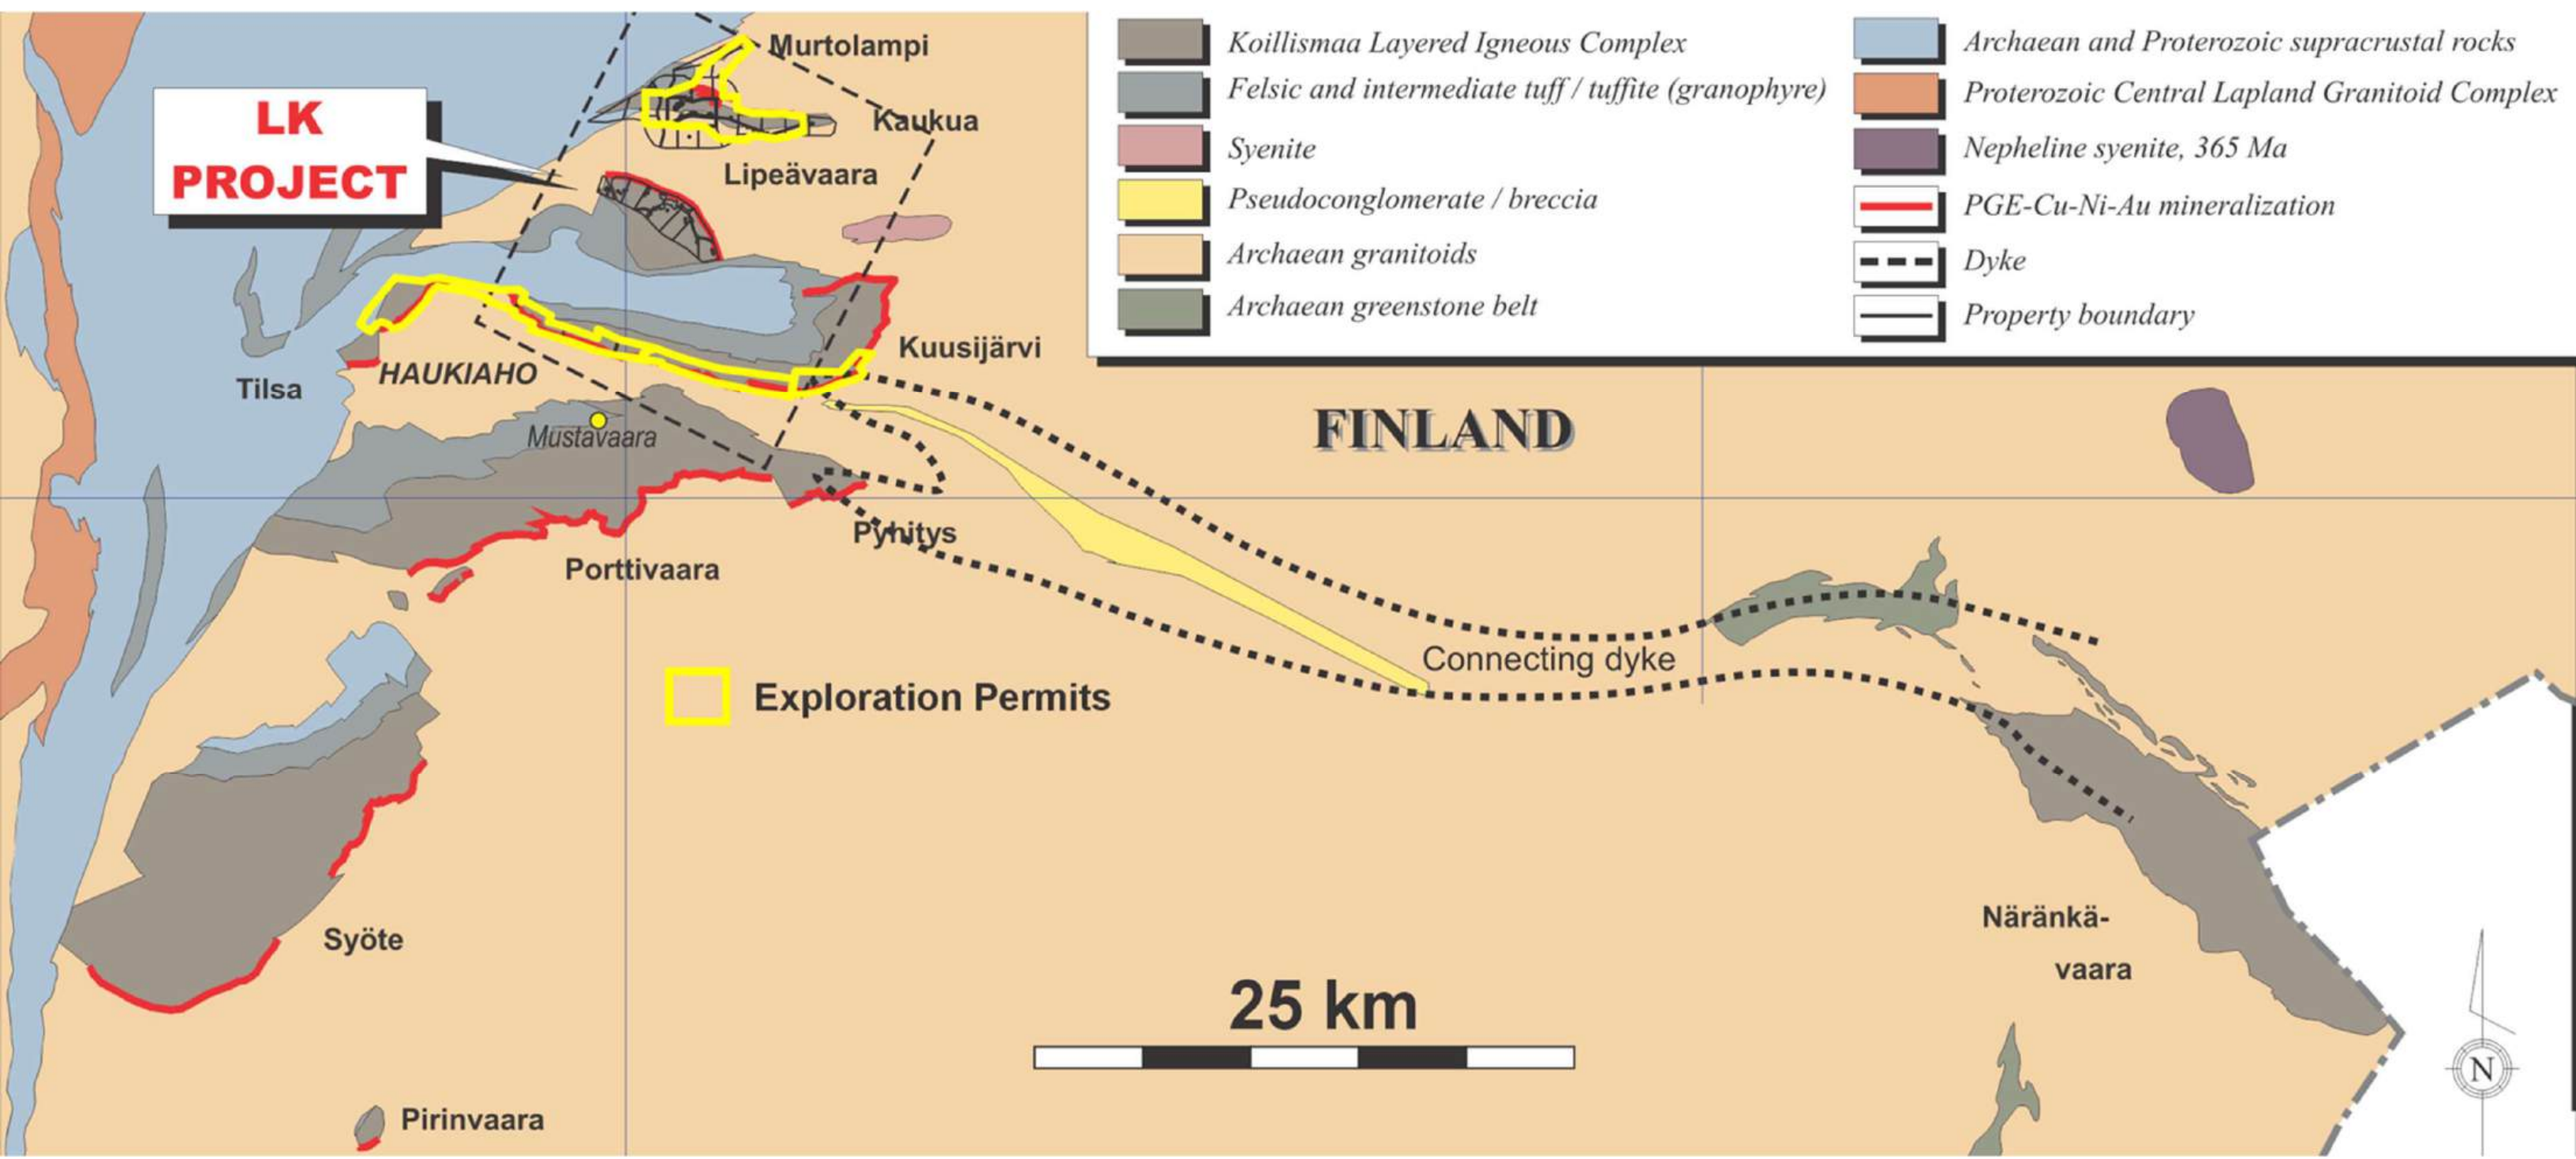 Murtolampi
Kaukua
Lipeävaara
LK
PROJECT
Kuusijärvi
HAUKIAHO
Tilsa
Mustavaara
Pyhitys
Porttivaara
Exploration Permits
Syöte
Pirinvaara
Koillismaa Layered Igneous Complex
Felsic and intermediate tuff / tuffite (granophyre)
Syenite
Pseudoconglomerate / breccia
Archaean granitoids
Archaean greenstone belt
Archaean and Proterozoic supracrustal rocks
Proterozoic Central Lapland Granitoid Complex
Nepheline syenite, 365 Ma
PGE-Cu-Ni-Au mineralization
Dyke
Property boundary
FINLAND
Connecting dyke
Näränkä-
vaara
25 km
N